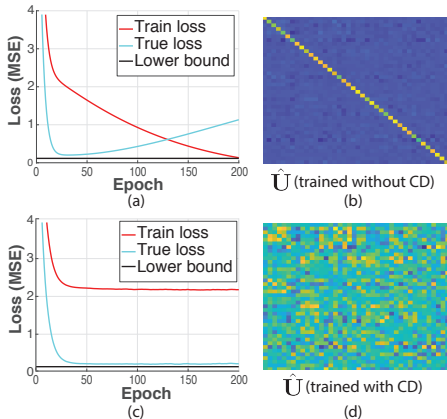 4
3
2
1
0
Loss (MSE)
Train loss
True loss
Lower bound
0 50 100 150 200
Epoch
(a)
Û (trained without CD)
(b)
4
3
2
1
0
Loss (MSE)
Train loss
True loss
Lower bound
0 50 100 150 200
Epoch
(c)
Û (trained with CD)
(d)